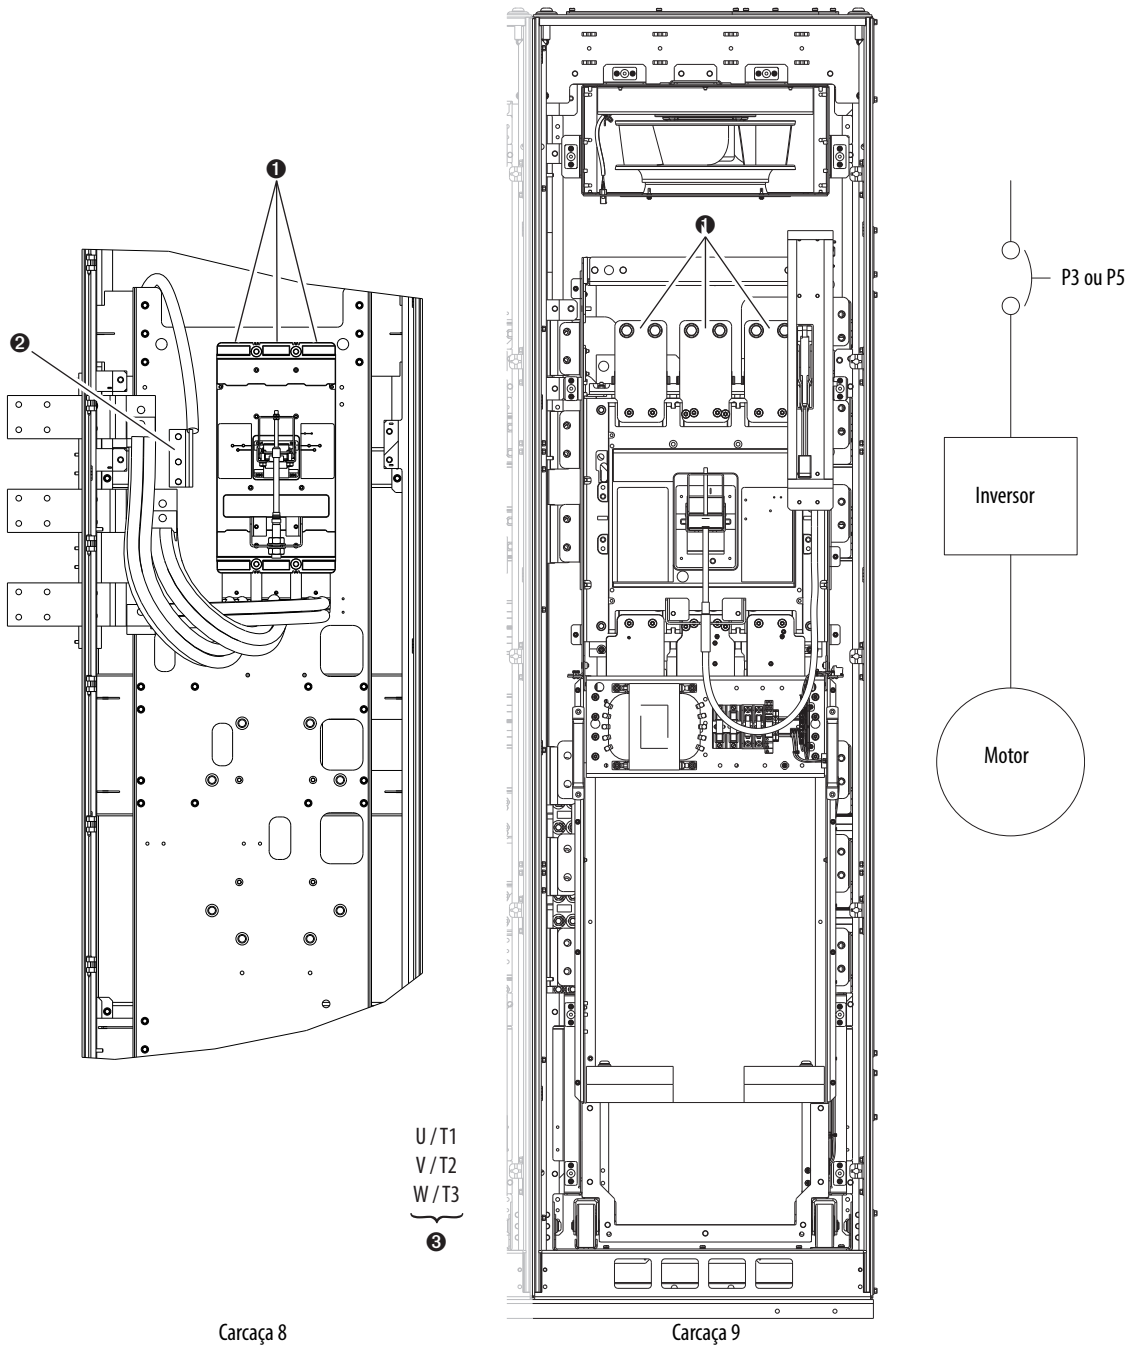 ❶
❶
❷
P3 ou P5
Inversor
Motor
U / T1
V / T2
W / T3
❸
Carcaça 8
Carcaça 9